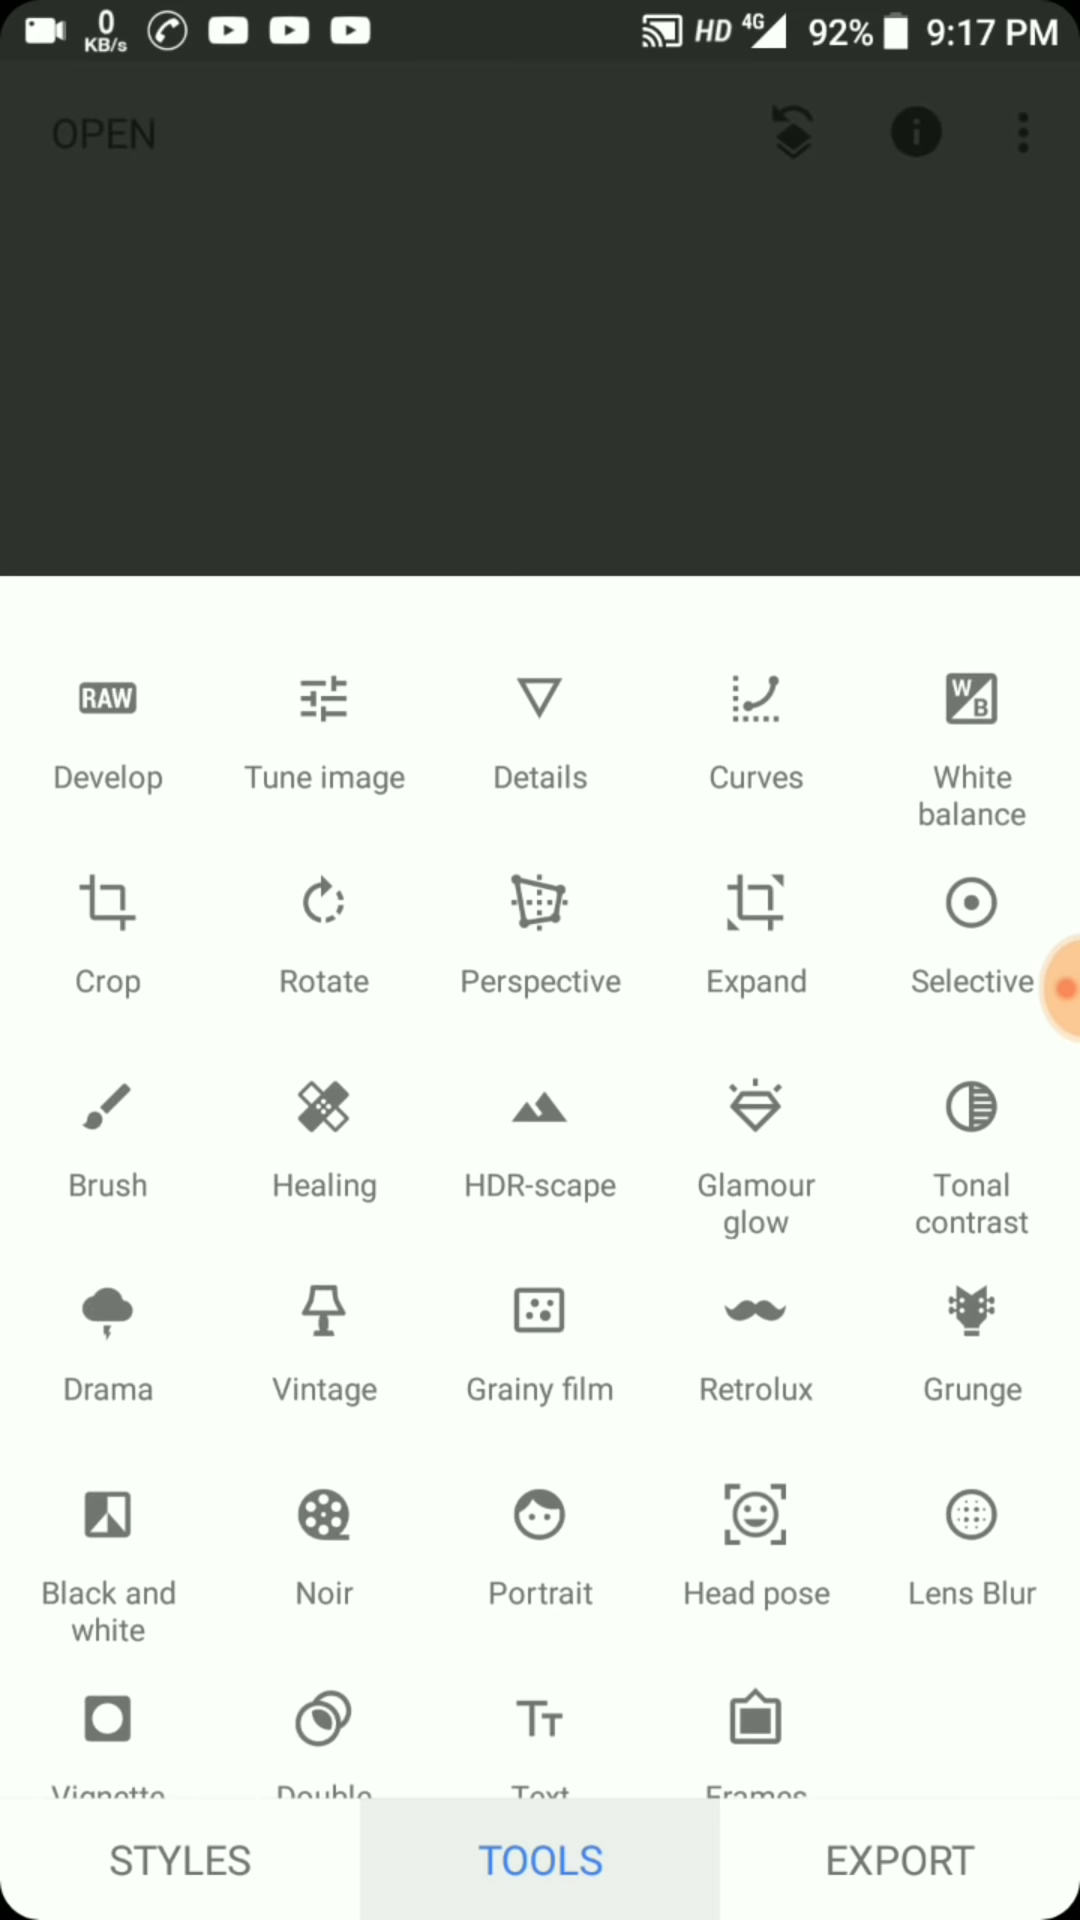 0
KB/s
HD 4G 92% 9:17 PM
OPEN
RAW
W
B
Develop Tune image Details Curves White
balance
Crop Rotate Perspective Expand Selective
Brush Healing HDR-scape Glamour
glow
Tonal
contrast
Drama Vintage Grainy film Retrolux Grunge
Black and
white
Noir Portrait Head pose Lens Blur
TT
Vignette Double Text Frames
STYLES TOOLS EXPORT